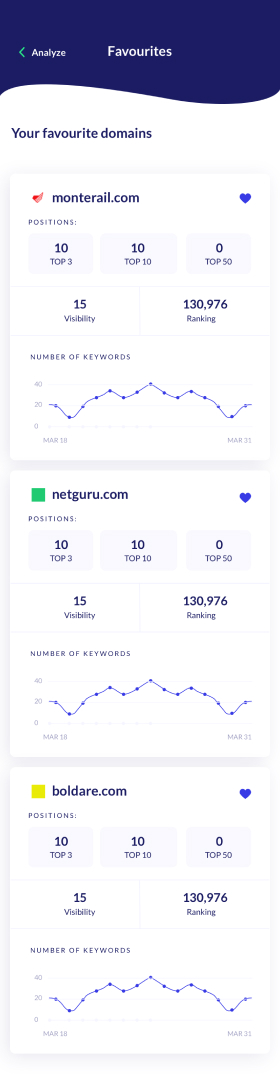 Analyze
Favourites
Your favourite domains
monterail.com
POSITIONS:
10 10 0
TOP 3 TOP 10 TOP 50
15 130,976
Visibility Ranking
NUMBER OF KEYWORDS
40
20
0
MAR 18 MAR 31
netguru.com
POSITIONS:
10 10 0
TOP 3 TOP 10 TOP 50
15 130,976
Visibility Ranking
NUMBER OF KEYWORDS
40
20
0
MAR 18 MAR 31
boldare.com
POSITIONS:
10 10 0
TOP 3 TOP 10 TOP 50
15 130,976
Visibility Ranking
NUMBER OF KEYWORDS
40
20
0
MAR 18 MAR 31